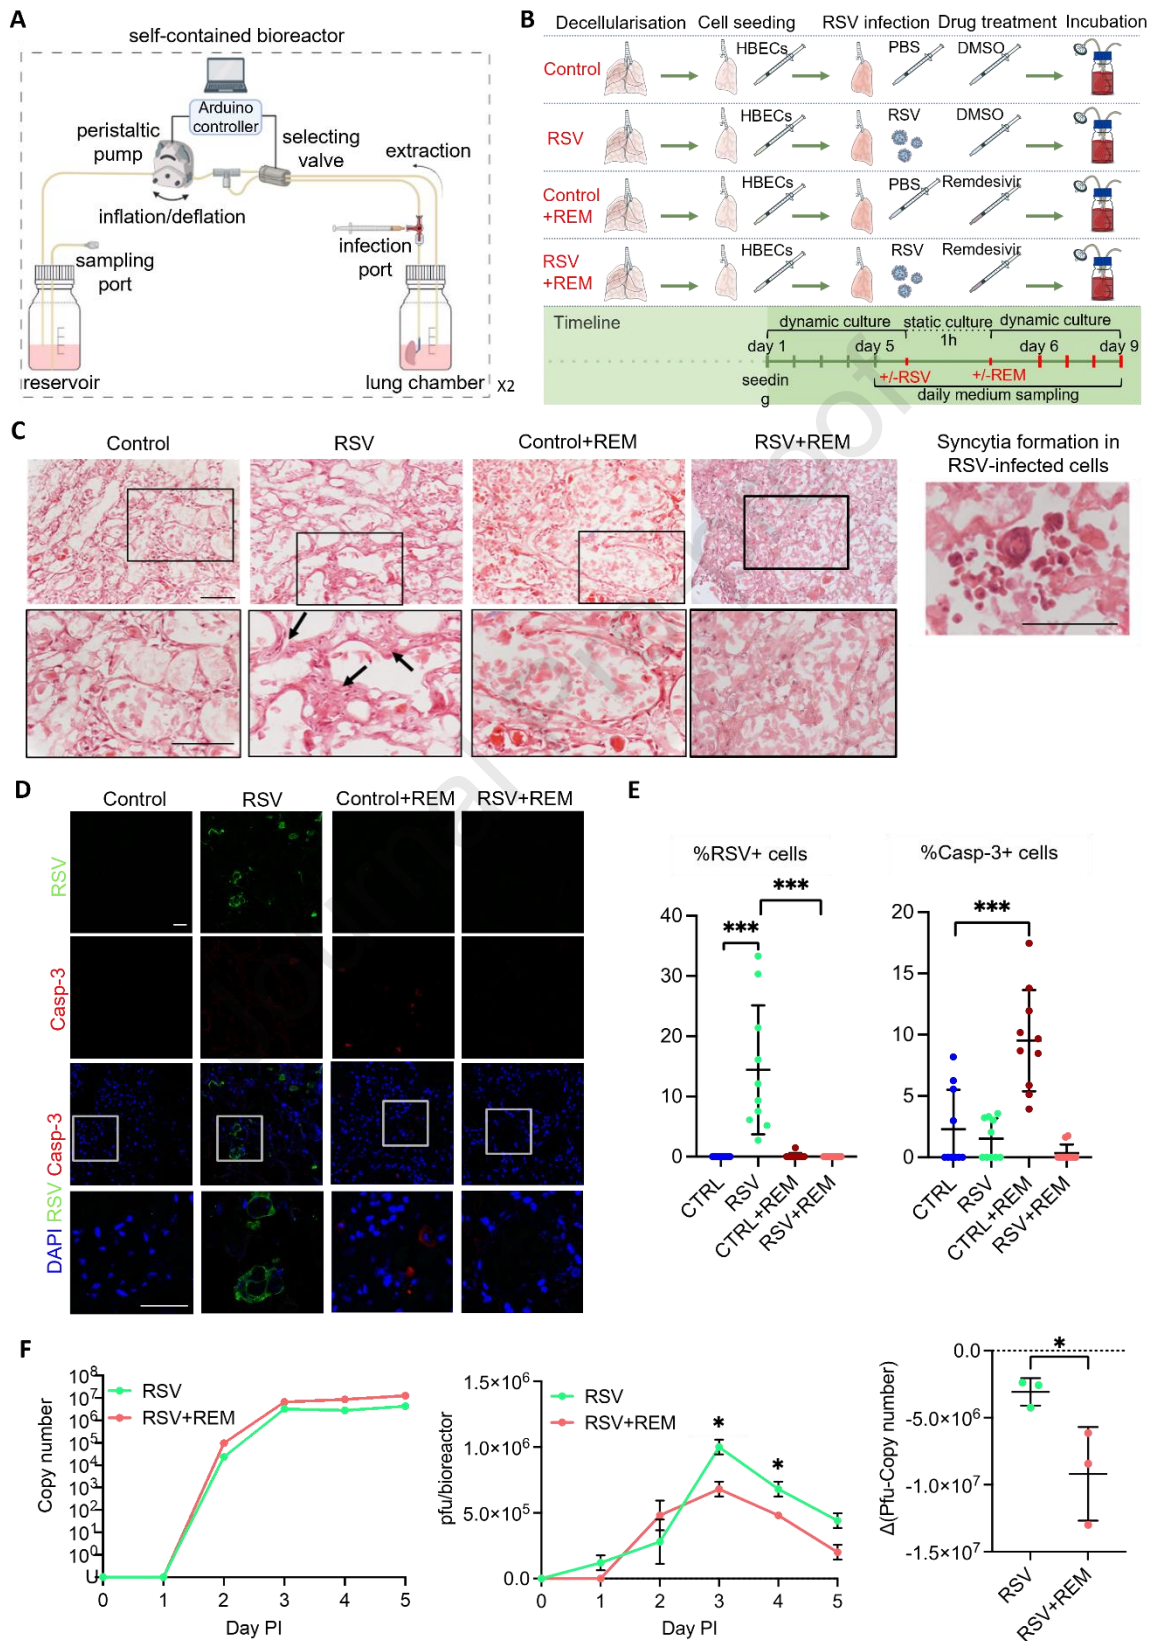 A
self-contained bioreactor
Arduino
controller
peristaltic
pump
selecting
valve
extraction
inflation/deflation
infection
port
sampling
port
reservoir
lung chamber
X2
B
Decellularisation
Cell seeding
RSV infection
Drug treatment
Incubation
Control
HBECs
PBS
DMSO
RSV
HBECs
RSV
DMSO
Control
+REM
HBECs
PBS
Remdesivir
RSV
+REM
HBECs
RSV
Remdesivir
Timeline
dynamic culture
static culture
dynamic culture
1h
day 1
day 5
day 6
day 9
+/-RSV
+/-REM
seedin
g
daily medium sampling
C
Control
RSV
Control+REM
RSV+REM
Syncytia formation in
RSV-infected cells
D
Control
RSV
Control+REM
RSV+REM
RSV
Casp-3
DAPI RSV Casp-3
E
%RSV+ cells
***
***
40
30
20
10
0
CTRL
RSV
CTRL+REM
RSV+REM
%Casp-3+ cells
***
20
15
10
5
0
CTRL
RSV
CTRL+REM
RSV+REM
F
Copy number
10⁸
10⁷
10⁶
10⁵
10⁴
10³
10²
10¹
10⁰
U
RSV
RSV+REM
0 1 2 3 4 5
Day PI
pfu/bioreactor
1.5×10⁶
1.0×10⁶
5.0×10⁵
0.0
RSV
RSV+REM
*
*
0 1 2 3 4 5
Day PI
Δ(Pfu-Copy number)
0.0
-5.0×10⁶
-1.0×10⁷
-1.5×10⁷
*
RSV
RSV+REM
Journal Pre-proof